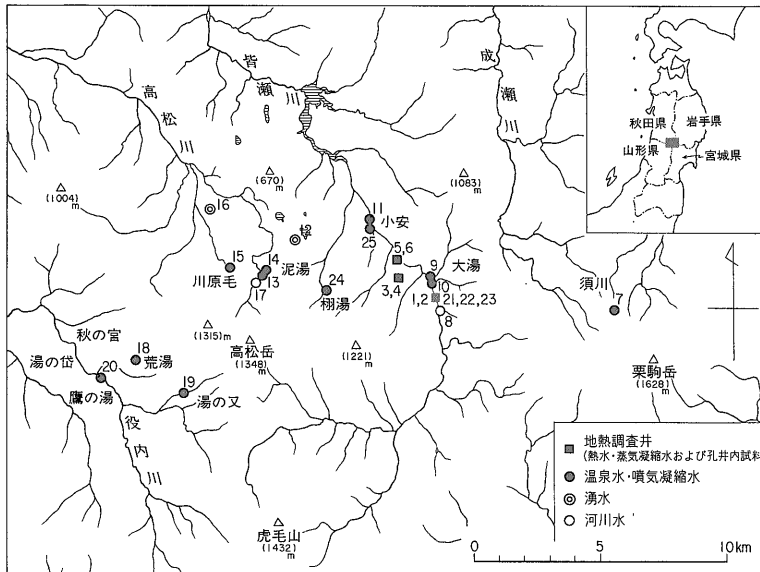 高松川
皆瀬川
成瀬川
秋田県
岩手県
山形県
宮城県
(1004)m
(670)m
(1083)m
16
11
小安
25
5,6
9
大湯
10
3,4
1,2
21,22,23
8
15
川原毛
14
13
泥湯
17
24
栩湯
須川
7
秋の宮
(1315)m
高松岳
(1348)m
(1221)m
栗駒岳
(1628)m
湯の岱
20
18
荒湯
鷹の湯
19
湯の又
役内川
虎毛山
(1432)m
地熱調査井
(熱水・蒸気凝縮水および孔井内試料)
温泉水・噴気凝縮水
湧水
河川水
0 5 10km